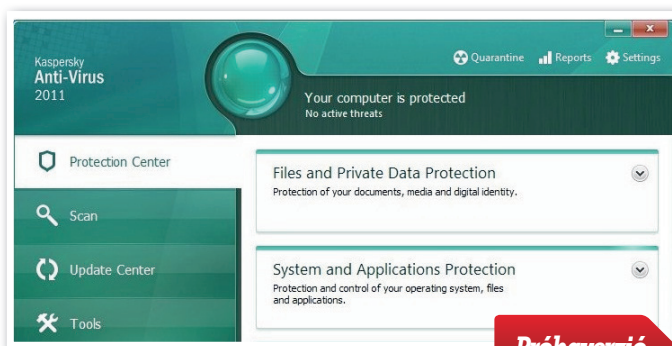 Kaspersky
Anti-Virus
2011
Quarantine
Reports
Settings
Your computer is protected
No active threats
Protection Center
Scan
Update Center
Tools
Files and Private Data Protection
Protection of your documents, media and digital identity.
System and Applications Protection
Protection and control of your operating system, files
and applications.
Próbaverzió